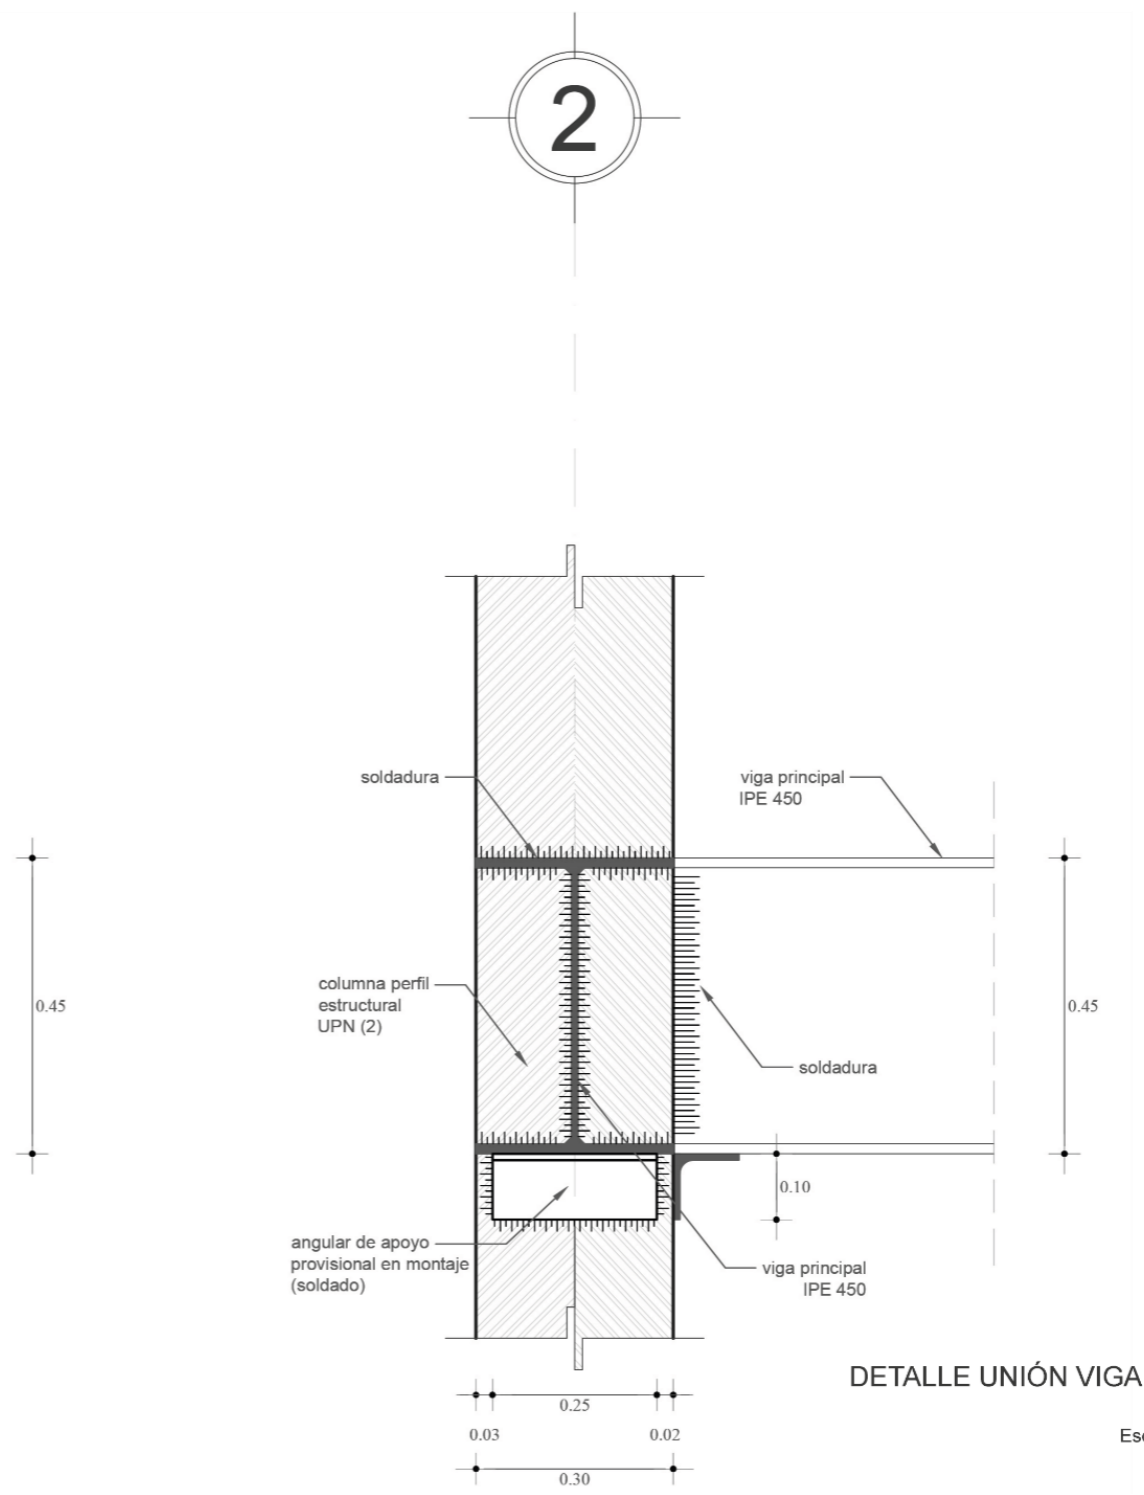 2
soldadura
viga principal
IPE 450
0.45
columna perfil
estructural
UPN (2)
0.45
soldadura
0.10
angular de apoyo
provisional en montaje
(soldado)
viga principal
IPE 450
DETALLE UNIÓN VIGA
0.25
0.03
0.02
0.30